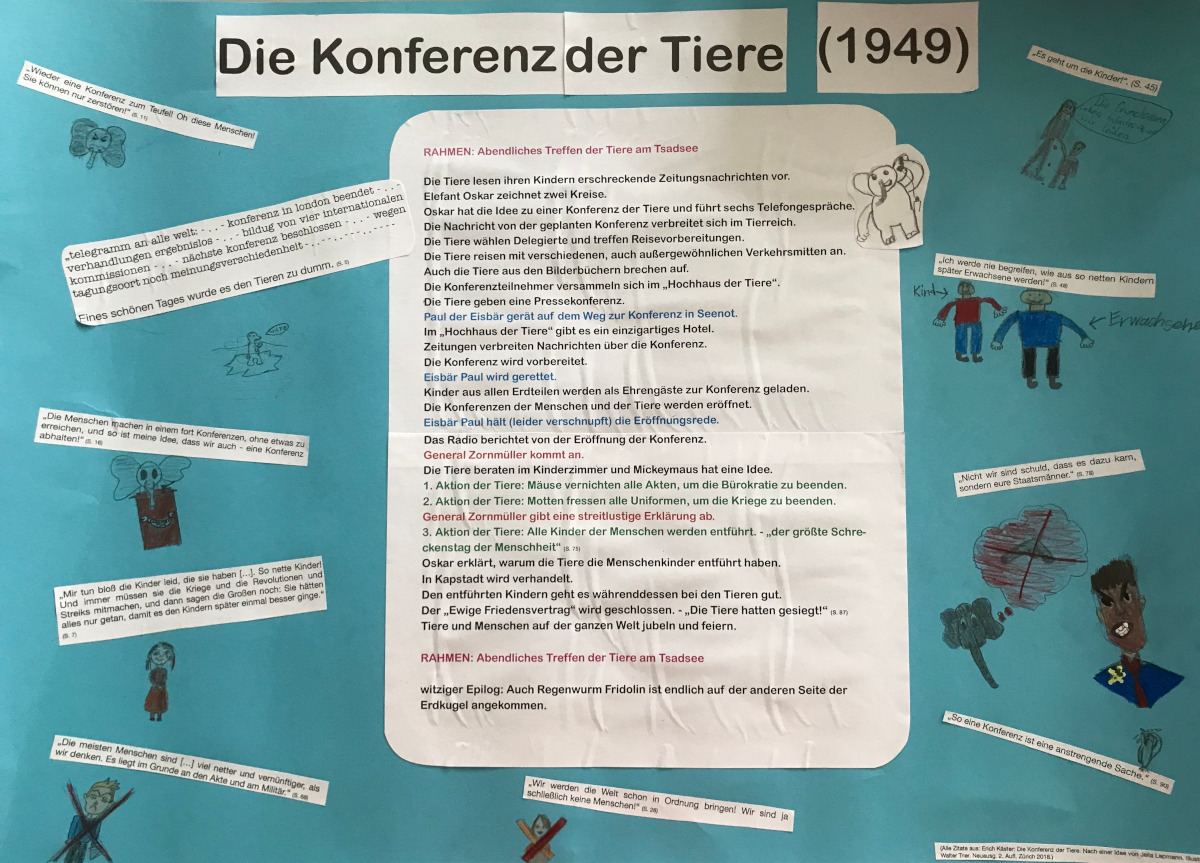 Die Konferenz der Tiere (1949)
„Wieder eine Konferenz zum Teufel! Oh diese Menschen!
Sie können nur zerstören!“ (S. 11)
„telegramm an alle welt: - . . . - konferenz in london beendet - . . . -
verhandlungen ergebnislos - . . . - bildug von vier internationalen
kommissionen - . . . - nächste konferenz beschlossen - . . . - wegen
tagungsort noch meinungsverschiedenheit
Eines schönen Tages wurde es den Tieren zu dumm.
„Die Menschen machen in einem fort Konferenzen, ohne etwas zu
erreichen, und so ist meine Idee, dass wir auch - eine Konferenz
abhalten!“ (S. 16)
„Mir tun bloß die Kinder leid, die sie haben [...]. So nette Kinder!
Und immer müssen sie die Kriege und die Revolutionen und
Streiks mitmachen, und dann sagen die Großen noch: Sie hätten
alles nur getan, damit es den Kindern später einmal besser ginge.“
(S. 7)
„Die meisten Menschen sind [...] viel netter und vernünftiger, als
wir denken. Es liegt im Grunde an den Akte und am Militär.“
RAHMEN: Abendliches Treffen der Tiere am Tsadsee
Die Tiere lesen ihren Kindern erschreckende Zeitungsnachrichten vor.
Elefant Oskar zeichnet zwei Kreise.
Oskar hat die Idee zu einer Konferenz der Tiere und führt sechs Telefongespräche.
Die Nachricht von der geplanten Konferenz verbreitet sich im Tierreich.
Die Tiere wählen Delegierte und treffen Reisevorbereitungen.
Die Tiere reisen mit verschiedenen, auch außergewöhnlichen Verkehrsmitten an.
Auch die Tiere aus den Bilderbüchern brechen auf.
Die Konferenzteilnehmer versammeln sich im „Hochhaus der Tiere“.
Die Tiere geben eine Pressekonferenz.
Paul der Eisbär gerät auf dem Weg zur Konferenz in Seenot.
Im „Hochhaus der Tiere“ gibt es ein einzigartiges Hotel.
Zeitungen verbreiten Nachrichten über die Konferenz.
Die Konferenz wird vorbereitet.
Eisbär Paul wird gerettet.
Kinder aus allen Erdteilen werden als Ehrengäste zur Konferenz geladen.
Die Konferenzen der Menschen und der Tiere werden eröffnet.
Eisbär Paul hält (leider verschnupft) die Eröffnungsrede.
Das Radio berichtet von der Eröffnung der Konferenz.
General Zornmüller kommt an.
Die Tiere beraten im Kinderzimmer und Mickeymaus hat eine Idee.
1. Aktion der Tiere: Mäuse vernichten alle Akten, um die Bürokratie zu beenden.
2. Aktion der Tiere: Motten fressen alle Uniformen, um die Kriege zu beenden.
General Zornmüller gibt eine streitlustige Erklärung ab.
3. Aktion der Tiere: Alle Kinder der Menschen werden entführt. - „der größte Schre-
ckenstag der Menschheit“ (S. 75)
Oskar erklärt, warum die Tiere die Menschenkinder entführt haben.
In Kapstadt wird verhandelt.
Den entführten Kindern geht es währenddessen bei den Tieren gut.
Der „Ewige Friedensvertrag“ wird geschlossen. - „Die Tiere hatten gesiegt!“ (S. 87)
Tiere und Menschen auf der ganzen Welt jubeln und feiern.
RAHMEN: Abendliches Treffen der Tiere am Tsadsee
witziger Epilog: Auch Regenwurm Fridolin ist endlich auf der anderen Seite der
Erdkugel angekommen.
„Wir werden die Welt schon in Ordnung bringen! Wir sind ja
schließlich keine Menschen!“ (S. 26)
„Es geht um die Kinder!“. (S. 45)
„Ich werde nie begreifen, wie aus so netten Kindern
später Erwachsene werden!“ (S. 48)
Kind
„Nicht wir sind schuld, dass es dazu kam,
sondern eure Staatsmänner.“ (S. 78)
„So eine Konferenz ist eine anstrengende Sache.“ (S. 90)
(Alle Zitate aus: Erich Käster: Die Konferenz der Tiere. Nach einer Idee von Jella Lepmann.
Walter Trier. Neuausg. 2. Aufl. Zürich 2018.)